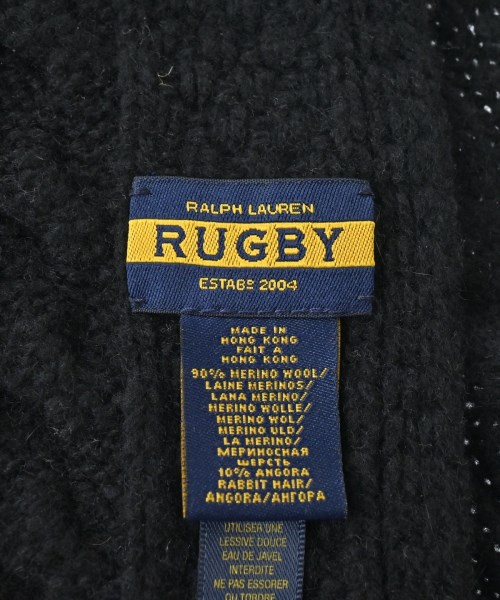 RALPH LAUREN
RUGBY
ESTABD 2004
MADE IN
HONG KONG
FAIT A
HONG KONG
90% MERINO WOOL/
LAINE MERINOS/
LANA MERINO/
MERINO WOLLE/
MERINO WOL/
MERINO ULD/
LA MERINO/
МЕРИНОСНАЯ
ШЕРСТЬ
10% ANGORA
RABBIT HAIR/
ANGORA/АНГОРА
UTILISER UNE
LESSIVE DOUCE
EAU DE JAVEL
INTERDITE
NE PAS ESSORER
OU TORDRE